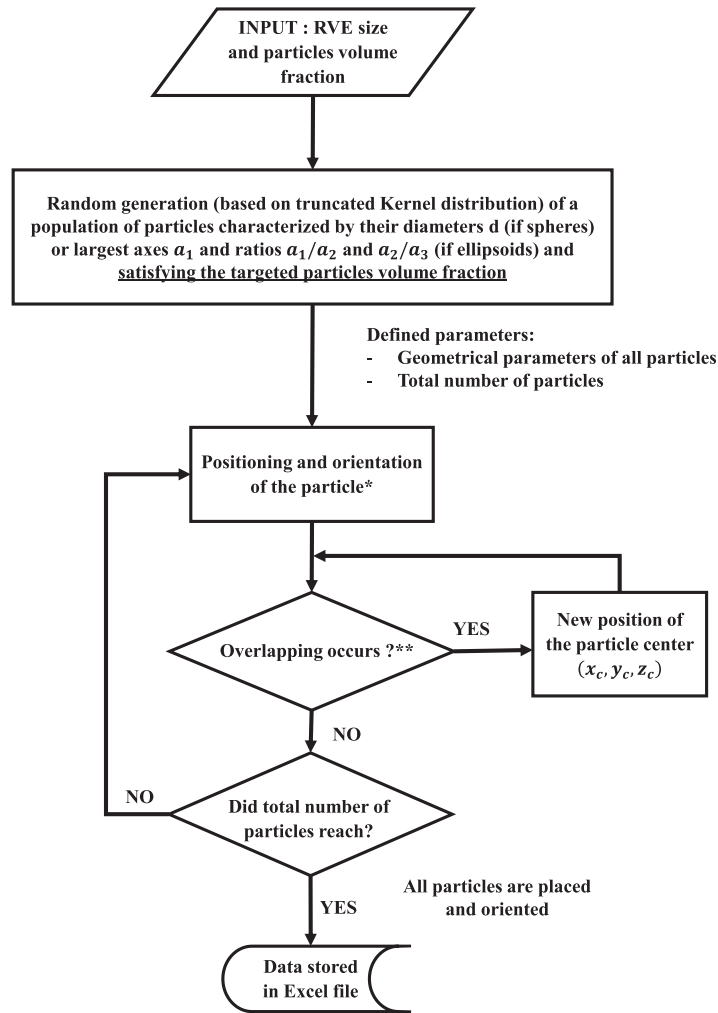 INPUT : RVE size
and particles volume
fraction
Random generation (based on truncated Kernel distribution) of a
population of particles characterized by their diameters d (if spheres)
or largest axes a₁ and ratios a₁/a₂ and a₂/a₃ (if ellipsoids) and
satisfying the targeted particles volume fraction
Defined parameters:
- Geometrical parameters of all particles
- Total number of particles
Positioning and orientation
of the particle*
Overlapping occurs ?**
YES
New position of
the particle center
(x_c, y_c, z_c)
NO
Did total number of
particles reach?
NO
YES
All particles are placed
and oriented
Data stored
in Excel file